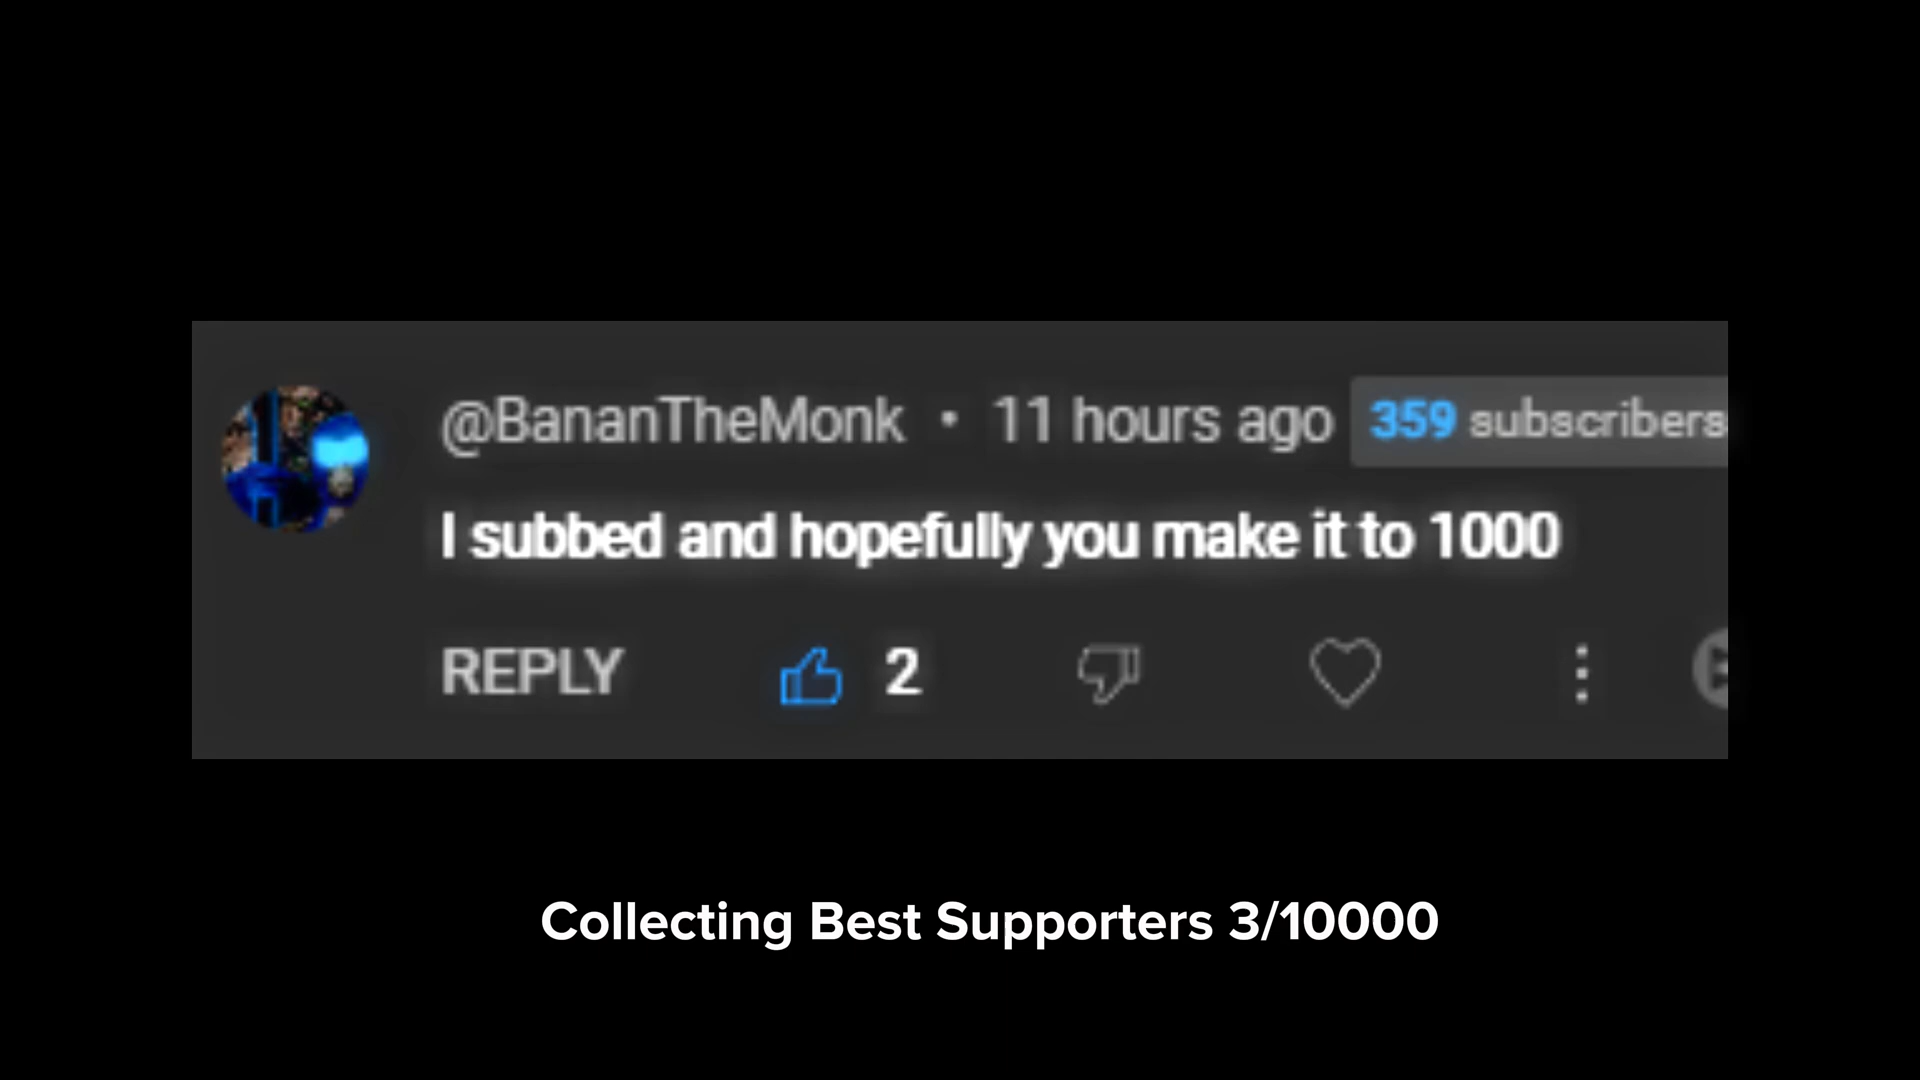 @BananTheMonk • 11 hours ago 359 subscribers
I subbed and hopefully you make it to 1000
REPLY 2
Collecting Best Supporters 3/10000